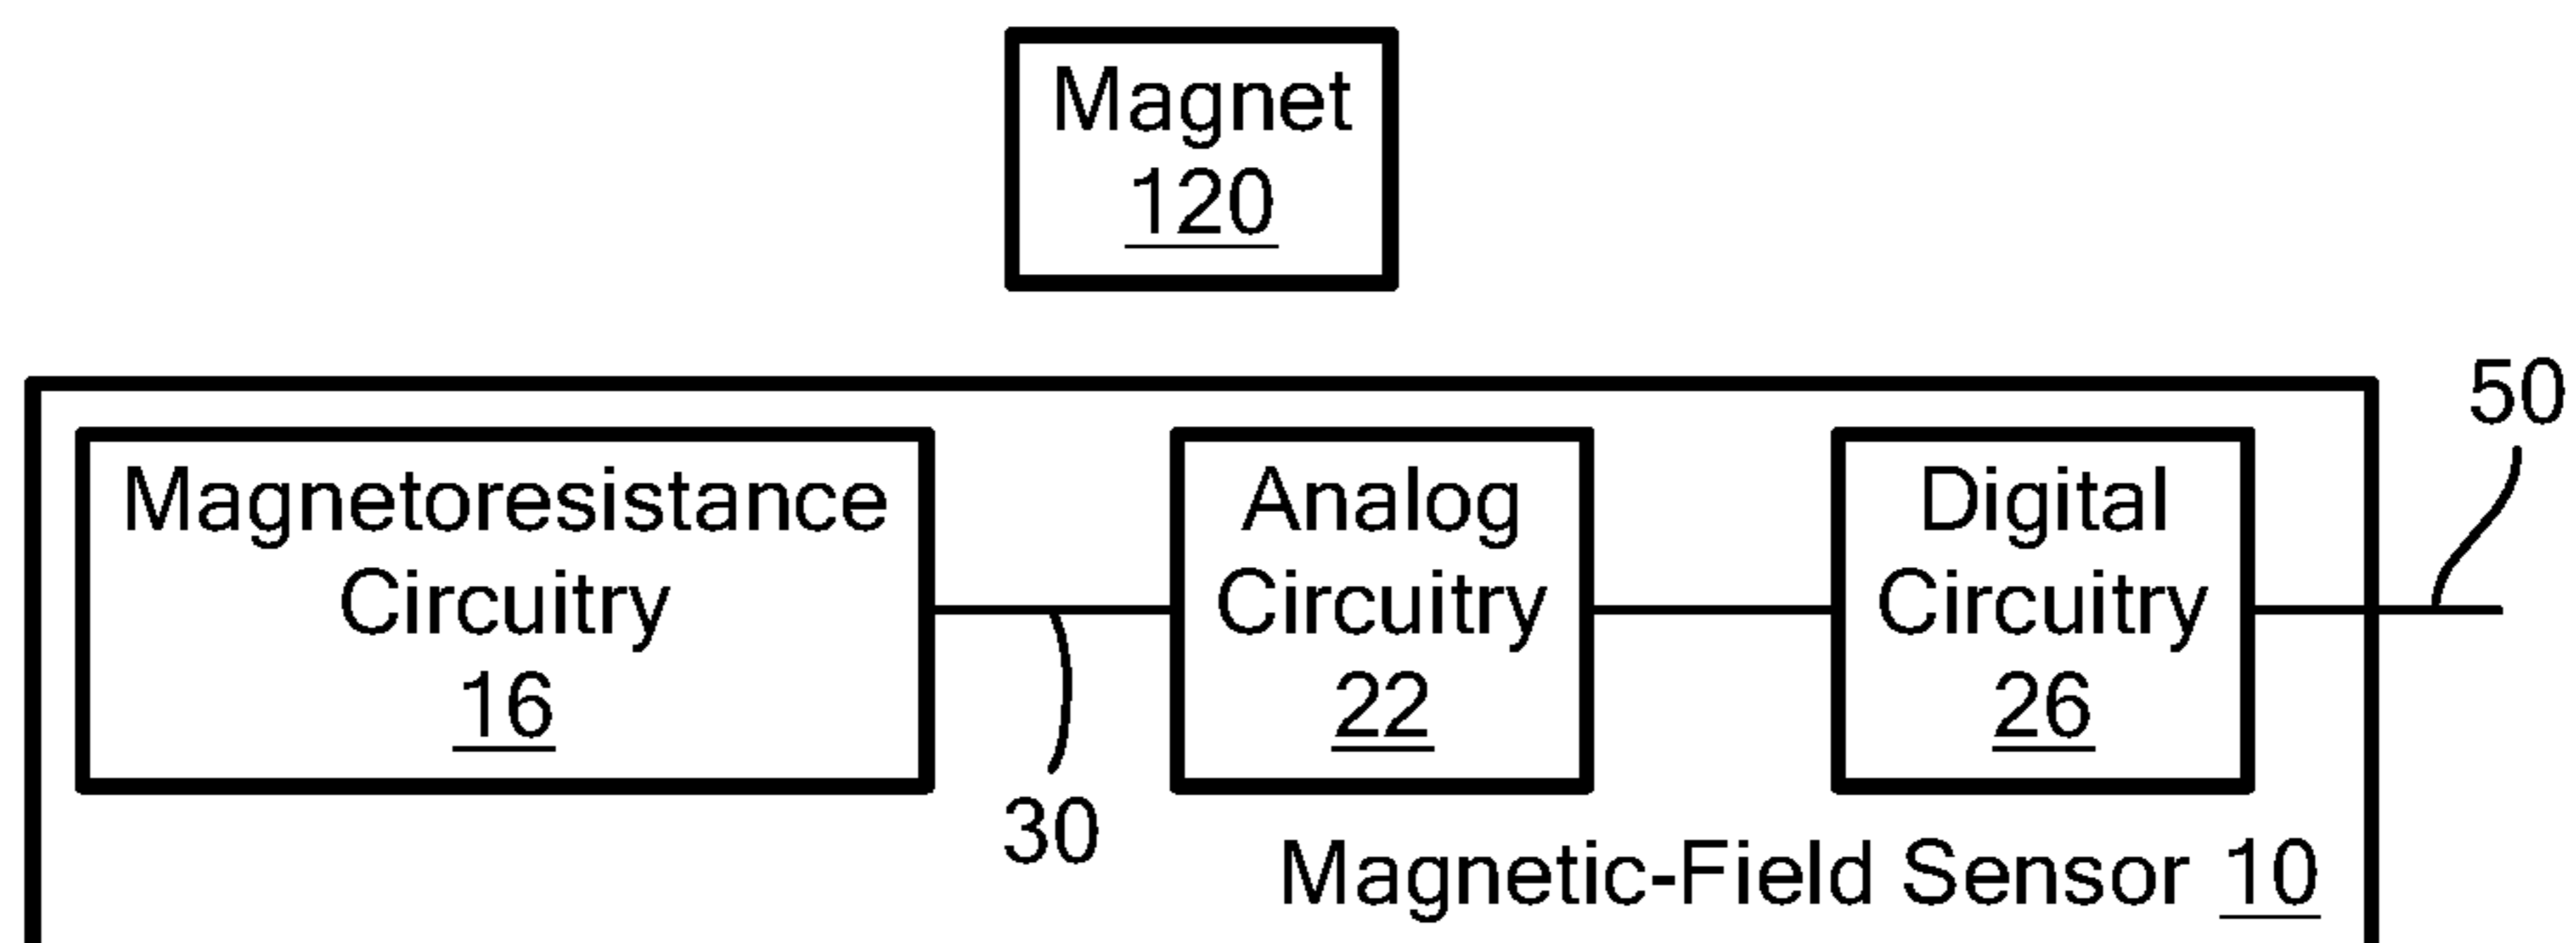 Magnet
120
50
Magnetoresistance
Circuitry
16
30
Analog
Circuitry
22
Digital
Circuitry
26
Magnetic-Field Sensor 10